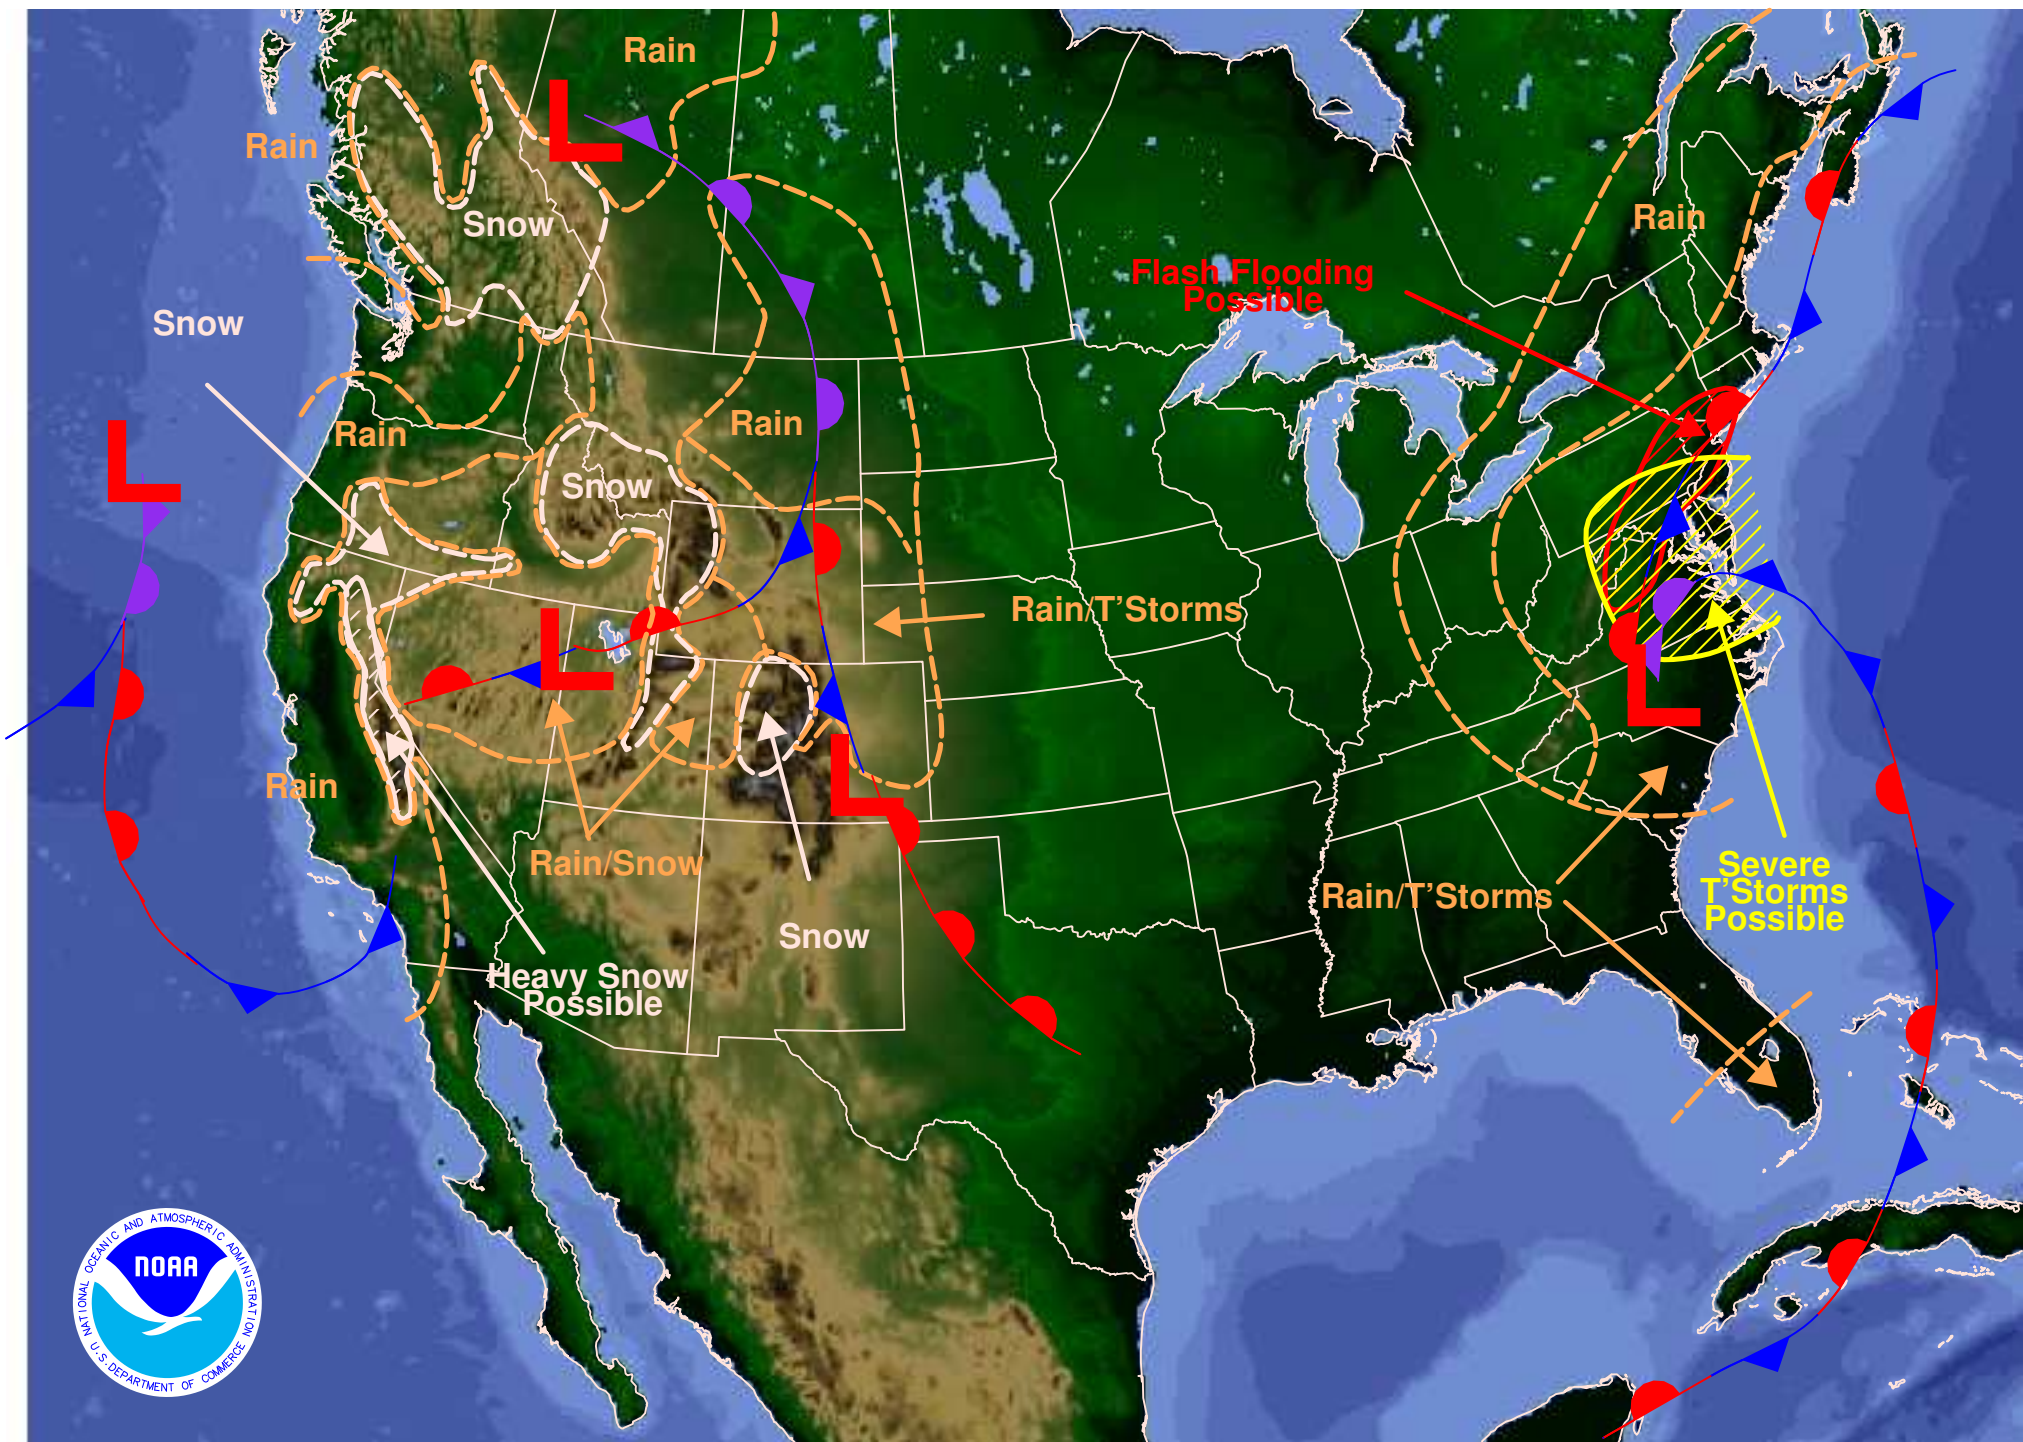 Rain
Rain
Snow
Rain
Flash Flooding
Possible
Snow
L
L
Rain
Rain
Snow
Rain/T'Storms
L
L
L
Rain
Rain/Snow
Severe
T'Storms
Possible
Rain/T'Storms
Snow
Heavy Snow
Possible
NATIONAL OCEANIC AND ATMOSPHERIC ADMINISTRATION
NOAA
U.S. DEPARTMENT OF COMMERCE